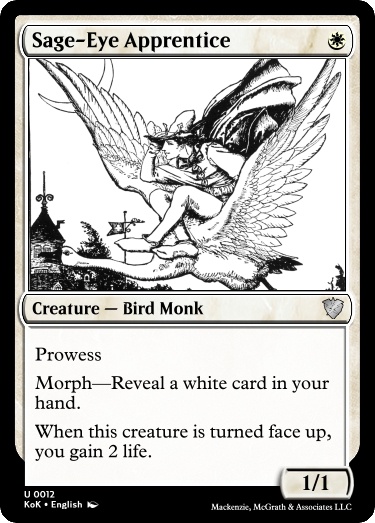 Sage-Eye Apprentice
Creature — Bird Monk
Prowess
Morph—Reveal a white card in your
hand.
When this creature is turned face up,
you gain 2 life.
1/1
U 0012
KoK • English
Mackenzie, McGrath & Associates LLC